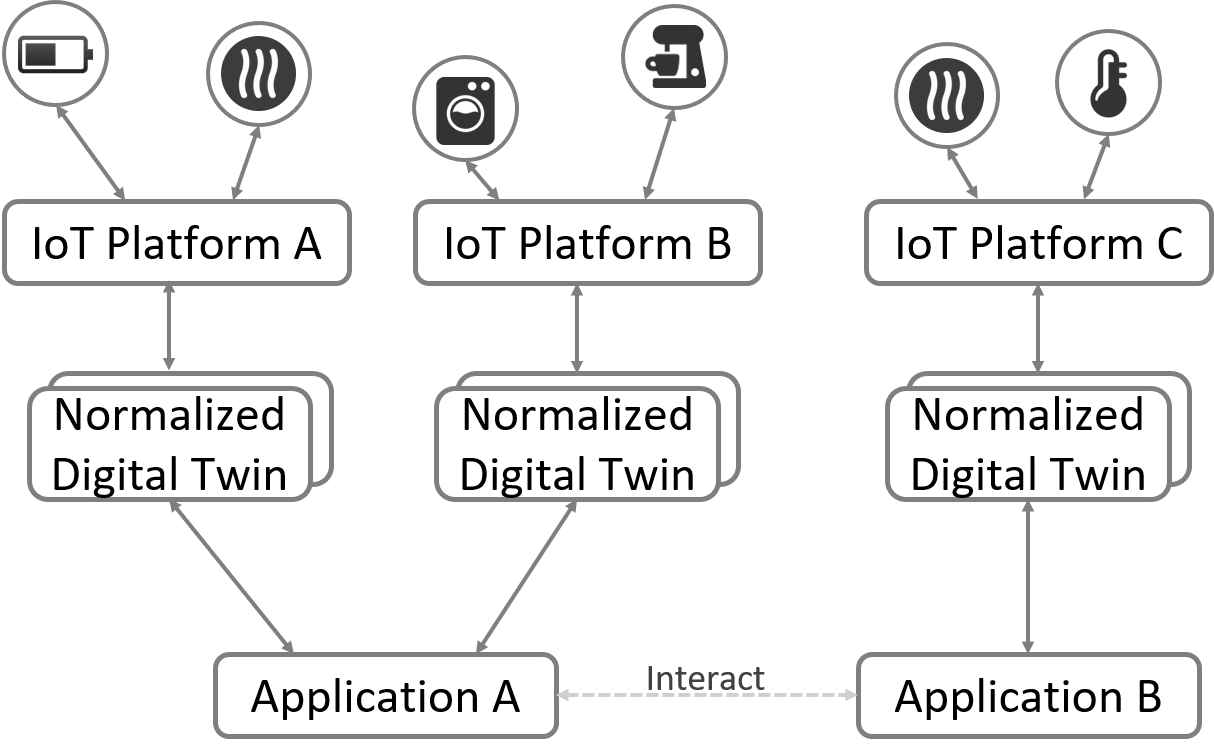 IoT Platform A
IoT Platform B
IoT Platform C
Normalized
Digital Twin
Normalized
Digital Twin
Normalized
Digital Twin
Interact
Application A
Application B